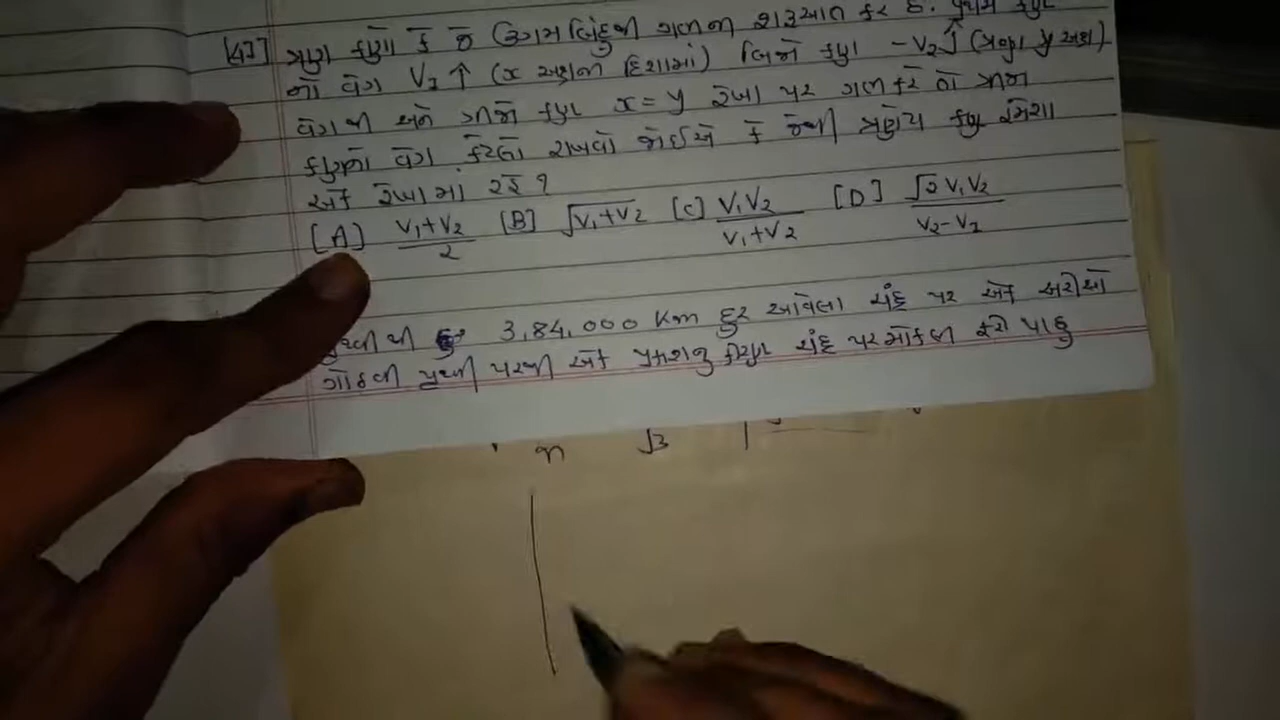 ત્રણ કણો કે જે ઊગમબિંદુથી ગતિની શરૂઆત કરે છે. પ્રથમ કણ
નો વેગ V₁↑ (x અક્ષની દિશામાં) બિજો કણ -V₂↑ (ઋણ y અક્ષ)
વેગથી અને ત્રીજો કણ x = y રેખા પર ગતિ કરે તો ત્રીજા
કણનો વેગ કેટલો રાખવો જોઈએ કે જેથી ત્રણેય કણ હંમેશા
એક રેખામાં રહે ?
[A] V₁+V₂/2 [B] √V₁+V₂ [C] V₁V₂/V₁+V₂ [D] √2 V₁V₂/V₂-V₁
3,84,000 Km દુર આવેલા ચંદ્ર પર એક અરીસો
ગોઠવી પૃથ્વી પરથી એક પ્રકાશનું કિરણ ચંદ્ર પર મોકલી
n √3